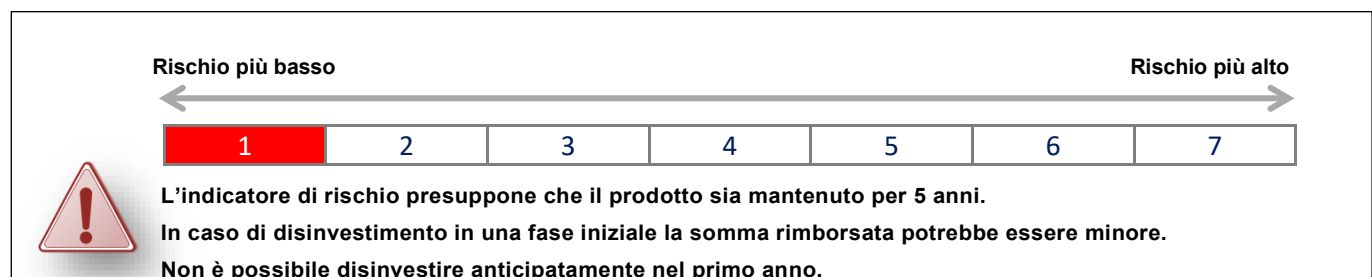 Rischio più basso Rischio più alto
1 2 3 4 5 6 7
L’indicatore di rischio presuppone che il prodotto sia mantenuto per 5 anni.
In caso di disinvestimento in una fase iniziale la somma rimborsata potrebbe essere minore.
Non è possibile disinvestire anticipatamente nel primo anno.